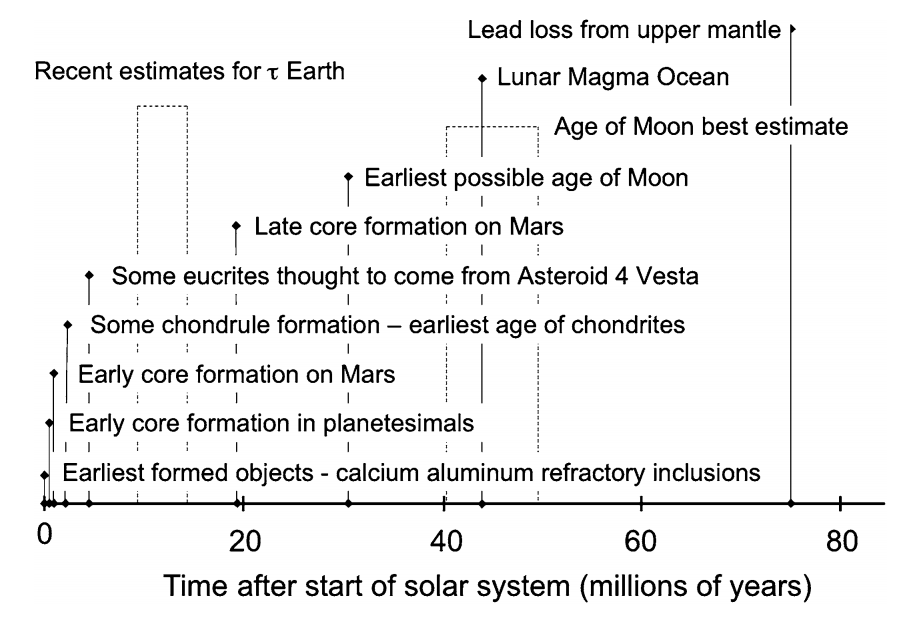 Lead loss from upper mantle
Recent estimates for τ Earth
Lunar Magma Ocean
Age of Moon best estimate
Earliest possible age of Moon
Late core formation on Mars
Some eucrites thought to come from Asteroid 4 Vesta
Some chondrule formation – earliest age of chondrites
Early core formation on Mars
Early core formation in planetesimals
Earliest formed objects - calcium aluminum refractory inclusions
0 20 40 60 80
Time after start of solar system (millions of years)